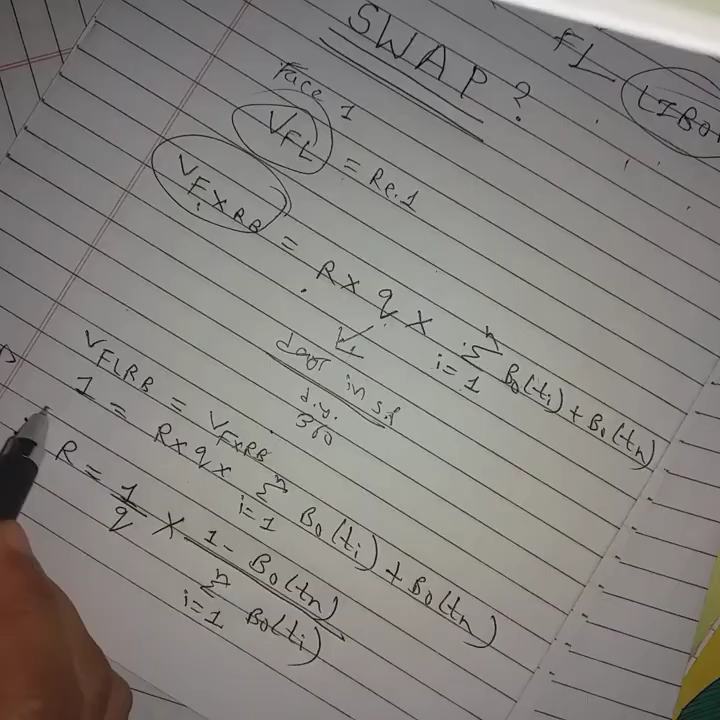 SWAP?
FL LIBOR
Face 1
VFL = Re.1
VFXRB = R × q × Σ i=1 n B0(ti) + B0(tn)
days in s.p
360
VFLRB = VFXRB
1 = R × q × Σ i=1 n B0(ti) + B0(tn)
R = 1/q × 1 - B0(tn) / Σ i=1 n B0(ti)